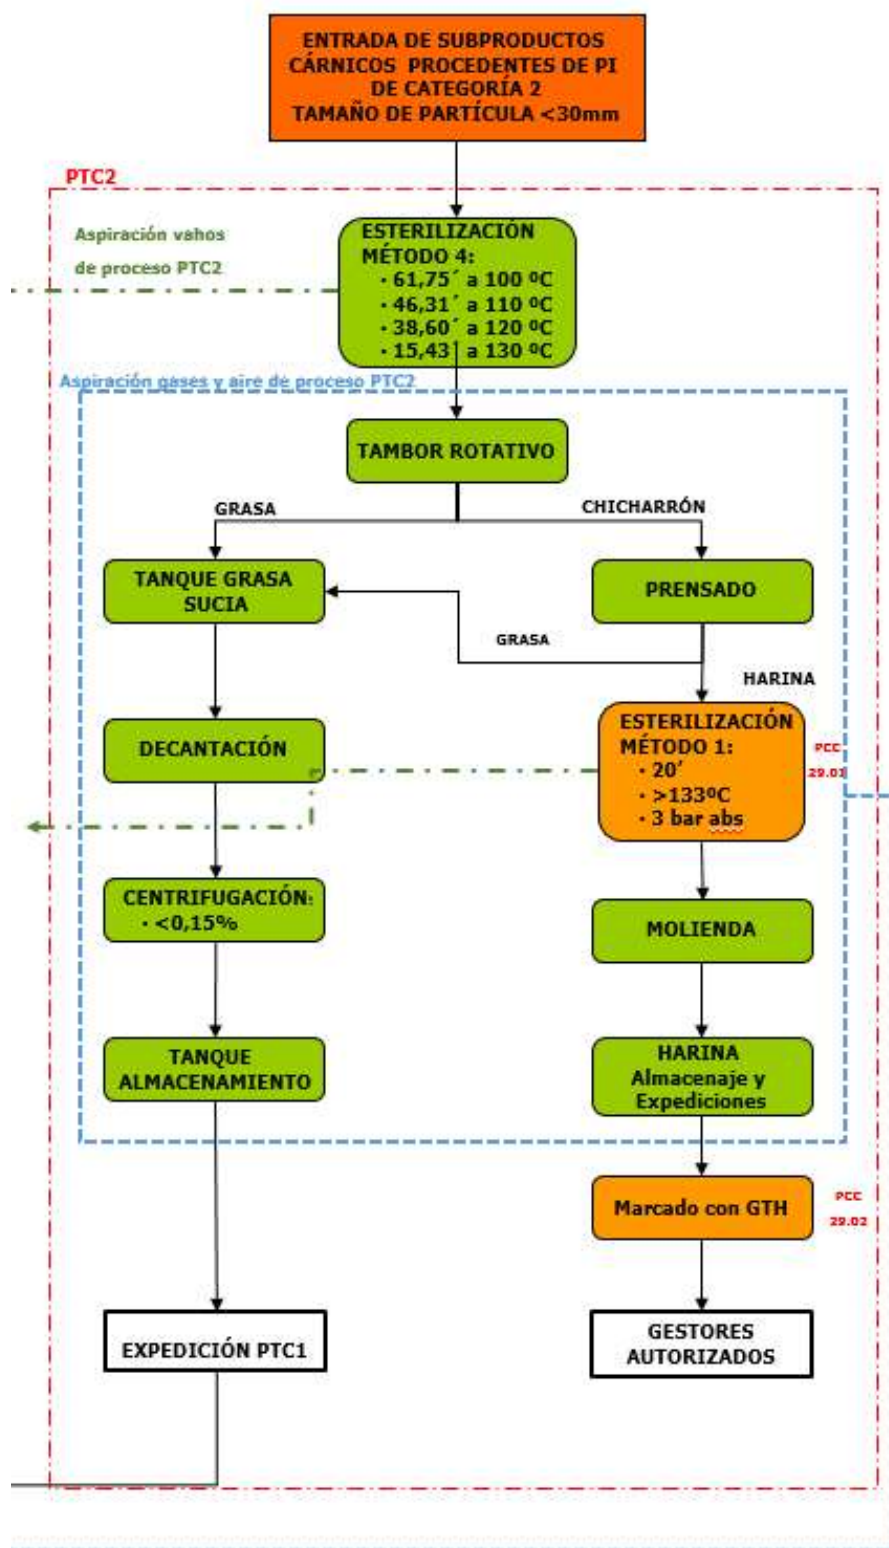 ENTRADA DE SUBPRODUCTOS
CÁRNICOS PROCEDENTES DE PI
DE CATEGORÍA 2
TAMAÑO DE PARTÍCULA <30mm
PTC2
Aspiración vahos
de proceso PTC2
ESTERILIZACIÓN
MÉTODO 4:
· 61,75´ a 100 ºC
· 46,31´ a 110 ºC
· 38,60´ a 120 ºC
· 15,43´ a 130 ºC
Aspiración gases y aire de proceso PTC2
TAMBOR ROTATIVO
GRASA
CHICHARRÓN
TANQUE GRASA
SUCIA
PRENSADO
GRASA
HARINA
DECANTACIÓN
ESTERILIZACIÓN
MÉTODO 1:
· 20´
· >133ºC
· 3 bar abs
PCC
29.01
CENTRIFUGACIÓN:
· <0,15%
MOLIENDA
TANQUE
ALMACENAMIENTO
HARINA
Almacenaje y
Expediciones
Marcado con GTH
PCC
29.02
EXPEDICIÓN PTC1
GESTORES
AUTORIZADOS